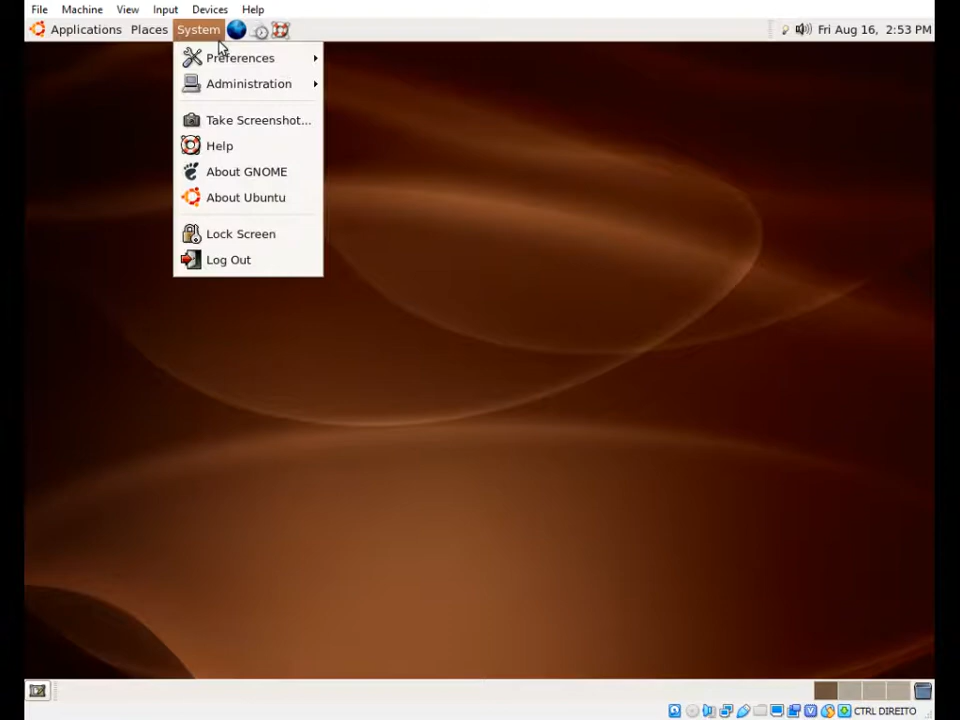 File Machine View Input Devices Help
Applications Places System Fri Aug 16, 2:53 PM
Preferences
Administration
Take Screenshot...
Help
About GNOME
About Ubuntu
Lock Screen
Log Out
CTRL DIREITO